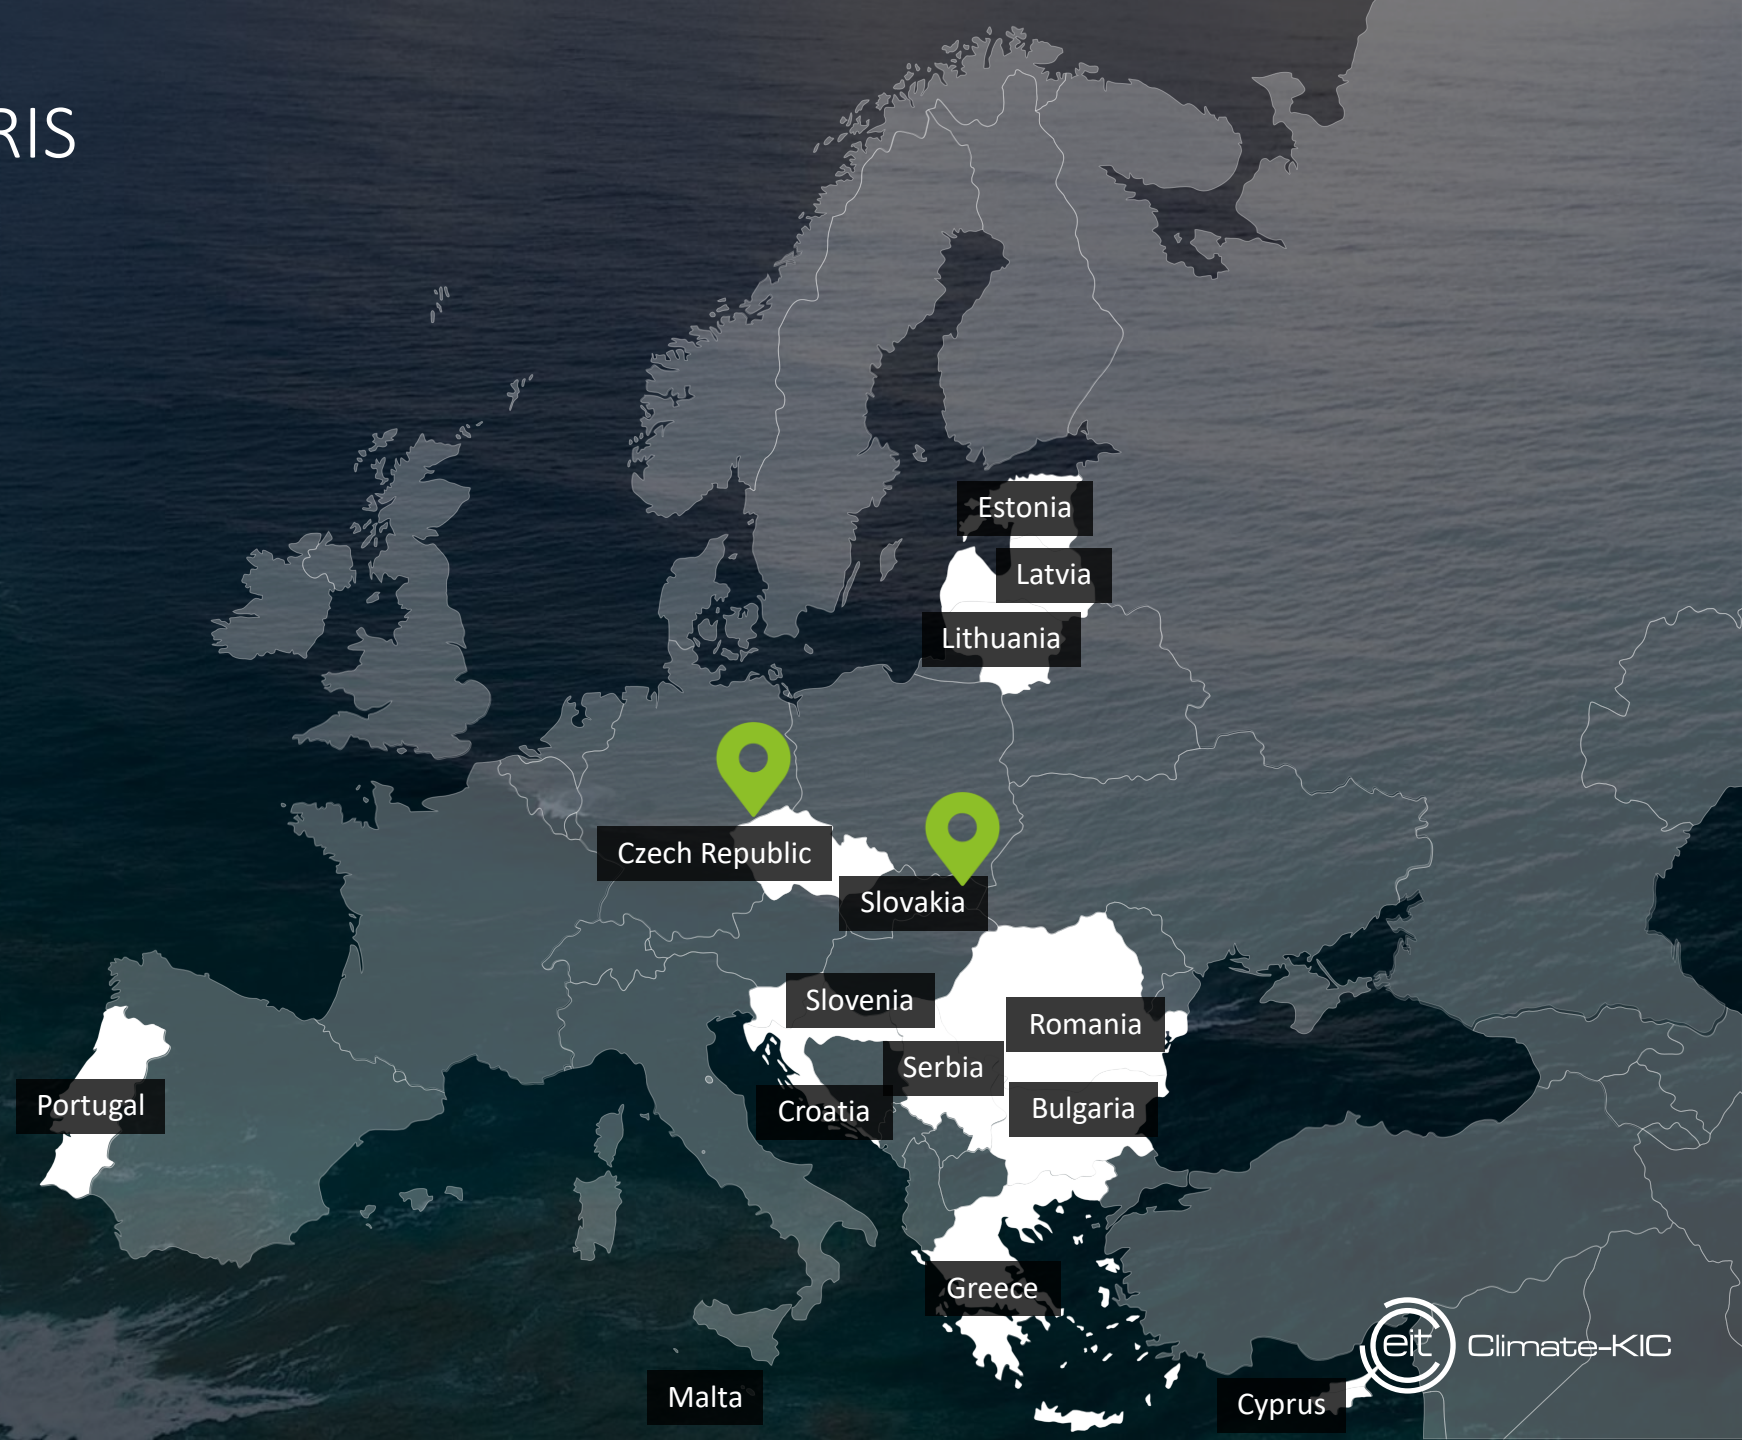 RIS
Estonia
Latvia
Lithuania
Czech Republic
Slovakia
Slovenia
Romania
Serbia
Portugal
Croatia
Bulgaria
Greece
eit Climate-KIC
Malta
Cyprus